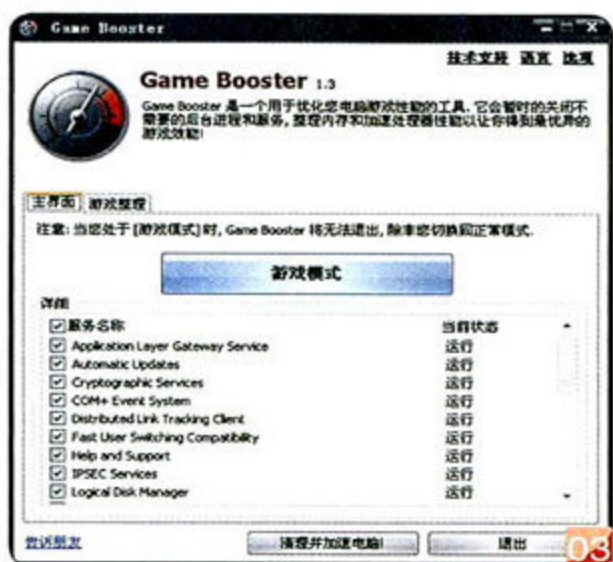 Game Booster
技术支持 语言 选项
Game Booster 1.3
Game Booster 是一个用于优化您电脑游戏性能的工具. 它会暂时的关闭不
需要的后台进程和服务, 整理内存和加速处理器性能以让你得到最优异的
游戏效能!
主界面 游戏整理
注意: 当您处于 [游戏模式] 时, Game Booster 将无法退出, 除非您切换回正常模式.
游戏模式
详细
服务名称 当前状态
Application Layer Gateway Service 运行
Automatic Updates 运行
Cryptographic Services 运行
COM+ Event System 运行
Distributed Link Tracking Client 运行
Fast User Switching Compatibility 运行
Help and Support 运行
IPSEC Services 运行
Logical Disk Manager 运行
告诉朋友 清理并加速电脑! 退出
03